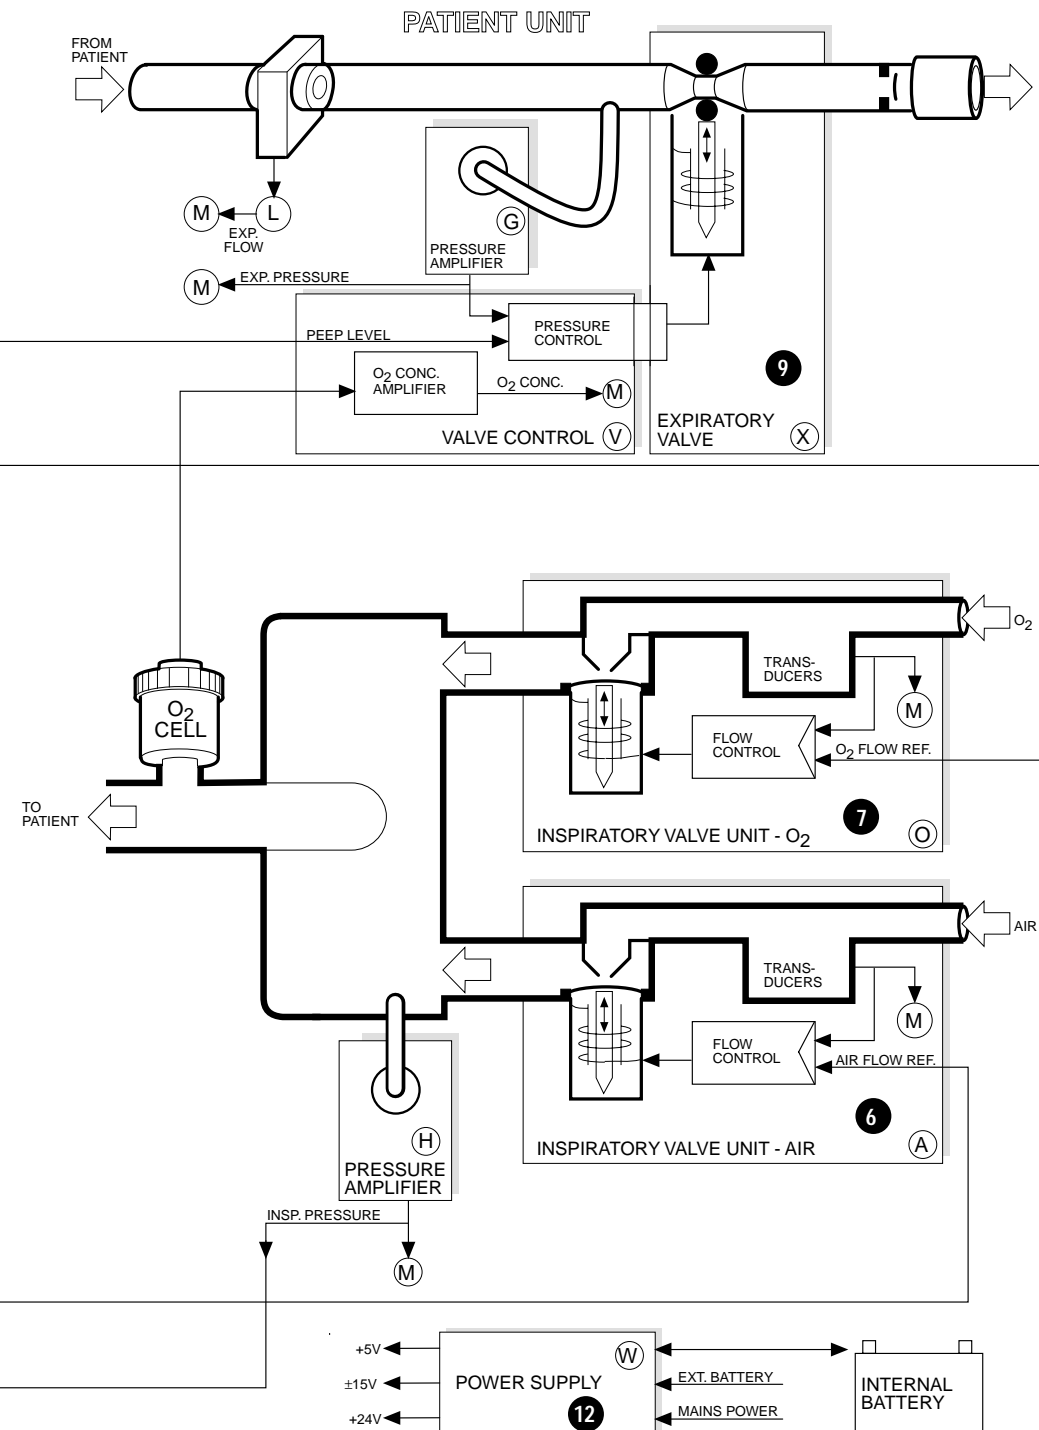 PATIENT UNIT
FROM
PATIENT
M
L
EXP.
FLOW
G
PRESSURE
AMPLIFIER
M
EXP. PRESSURE
PEEP LEVEL
PRESSURE
CONTROL
9
O2 CONC.
AMPLIFIER
O2 CONC.
M
VALVE CONTROL
V
EXPIRATORY
VALVE
X
O2
TRANS-
DUCERS
M
O2
CELL
FLOW
CONTROL
O2 FLOW REF.
TO
PATIENT
7
INSPIRATORY VALVE UNIT - O2
O
AIR
TRANS-
DUCERS
M
FLOW
CONTROL
AIR FLOW REF.
6
INSPIRATORY VALVE UNIT - AIR
A
H
PRESSURE
AMPLIFIER
INSP. PRESSURE
M
+5V
W
±15V
POWER SUPPLY
EXT. BATTERY
INTERNAL
BATTERY
+24V
12
MAINS POWER